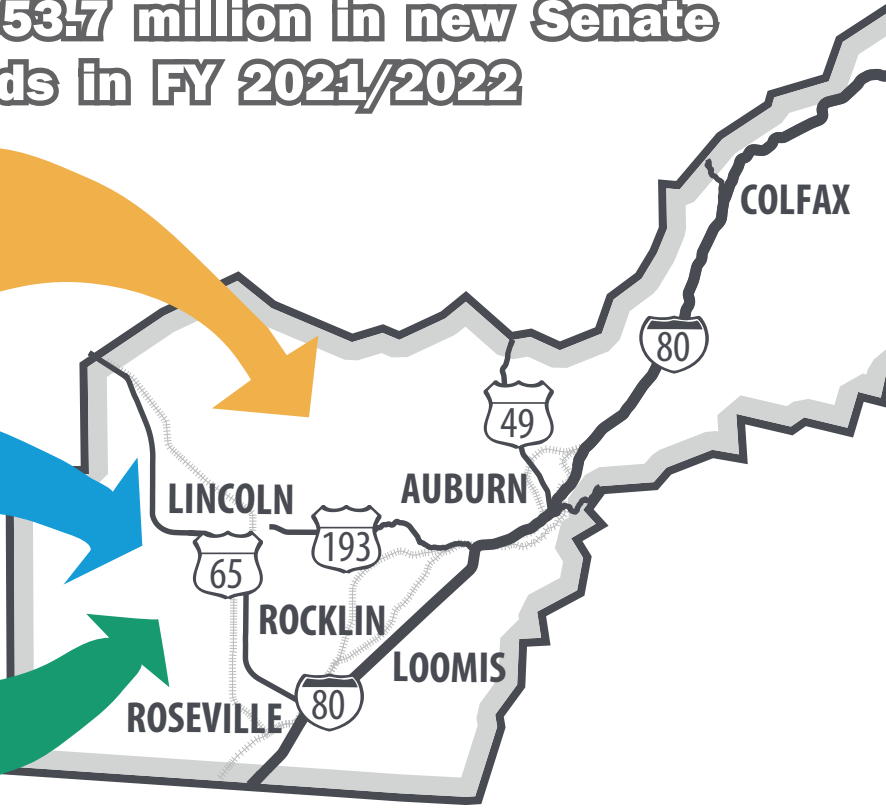 53.7 million in new Senate
ds in FY 2021/2022
COLFAX
80
49
AUBURN
LINCOLN
193
65
ROCKLIN
LOOMIS
80
ROSEVILLE